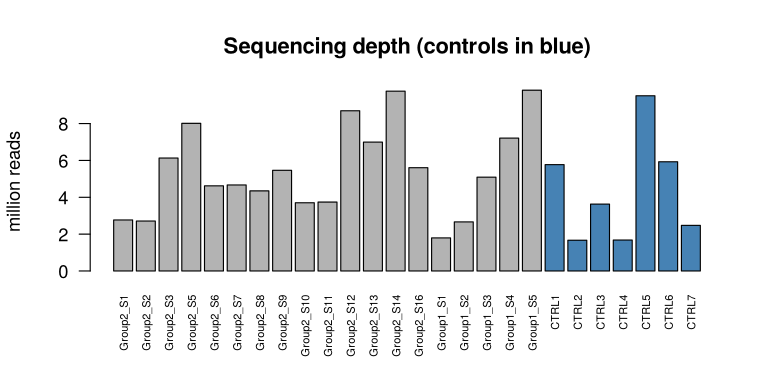 Sequencing depth (controls in blue)
million reads
8
6
4
2
0
Group2_S1
Group2_S2
Group2_S3
Group2_S5
Group2_S6
Group2_S7
Group2_S8
Group2_S9
Group2_S10
Group2_S11
Group2_S12
Group2_S13
Group2_S14
Group2_S16
Group1_S1
Group1_S2
Group1_S3
Group1_S4
Group1_S5
CTRL1
CTRL2
CTRL3
CTRL4
CTRL5
CTRL6
CTRL7